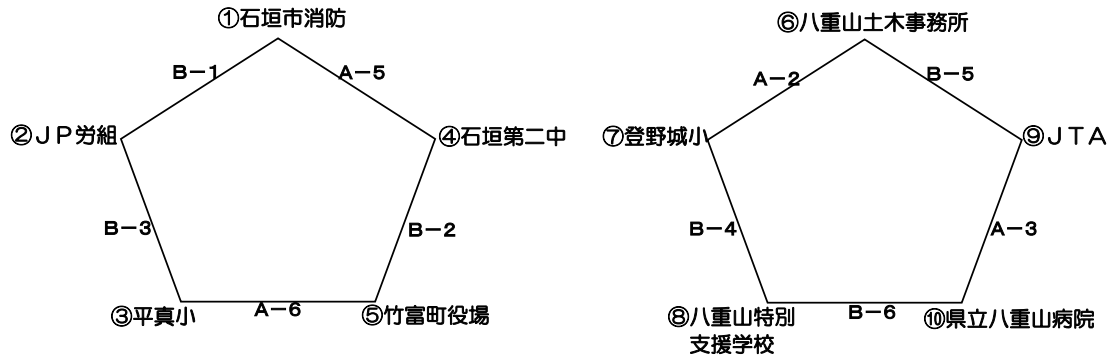 ①石垣市消防
B－1
A－5
②ＪＰ労組
④石垣第二中
B－3
B－2
③平真小
A－6
⑤竹富町役場
⑥八重山土木事務所
A－2
B－5
⑦登野城小
⑨ＪＴＡ
B－4
A－3
⑧八重山特別
支援学校
B－6
⑩県立八重山病院